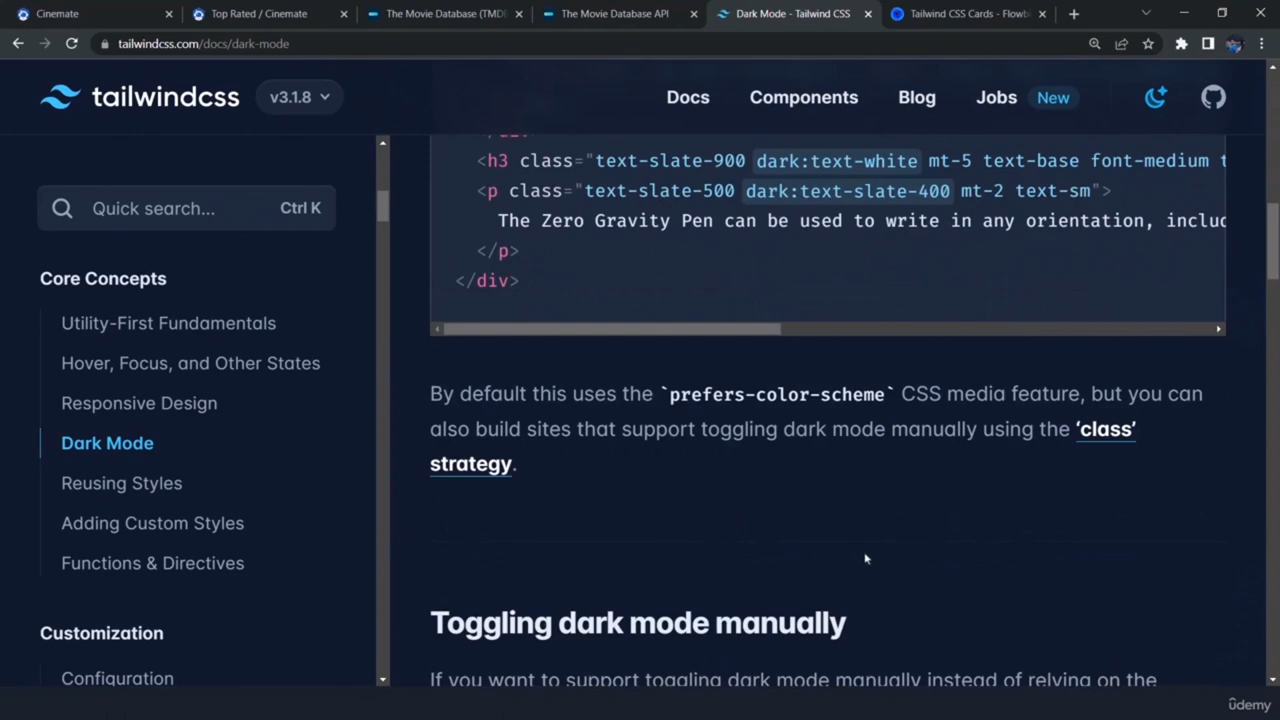 Cinemate
Top Rated / Cinemate
The Movie Database (TMDB
The Movie Database API
Dark Mode - Tailwind CSS
Tailwind CSS Cards - Flowbi
tailwindcss.com/docs/dark-mode
tailwindcss
v3.1.8
Docs
Components
Blog
Jobs
New
Quick search...
Ctrl K
Core Concepts
Utility-First Fundamentals
Hover, Focus, and Other States
Responsive Design
Dark Mode
Reusing Styles
Adding Custom Styles
Functions & Directives
Customization
Configuration
</div>
<h3 class="text-slate-900 dark:text-white mt-5 text-base font-medium t
<p class="text-slate-500 dark:text-slate-400 mt-2 text-sm">
The Zero Gravity Pen can be used to write in any orientation, inclu
</p>
</div>
By default this uses the `prefers-color-scheme` CSS media feature, but you can
also build sites that support toggling dark mode manually using the ‘class’
strategy.
Toggling dark mode manually
If you want to support toggling dark mode manually instead of relying on the
ûdemy